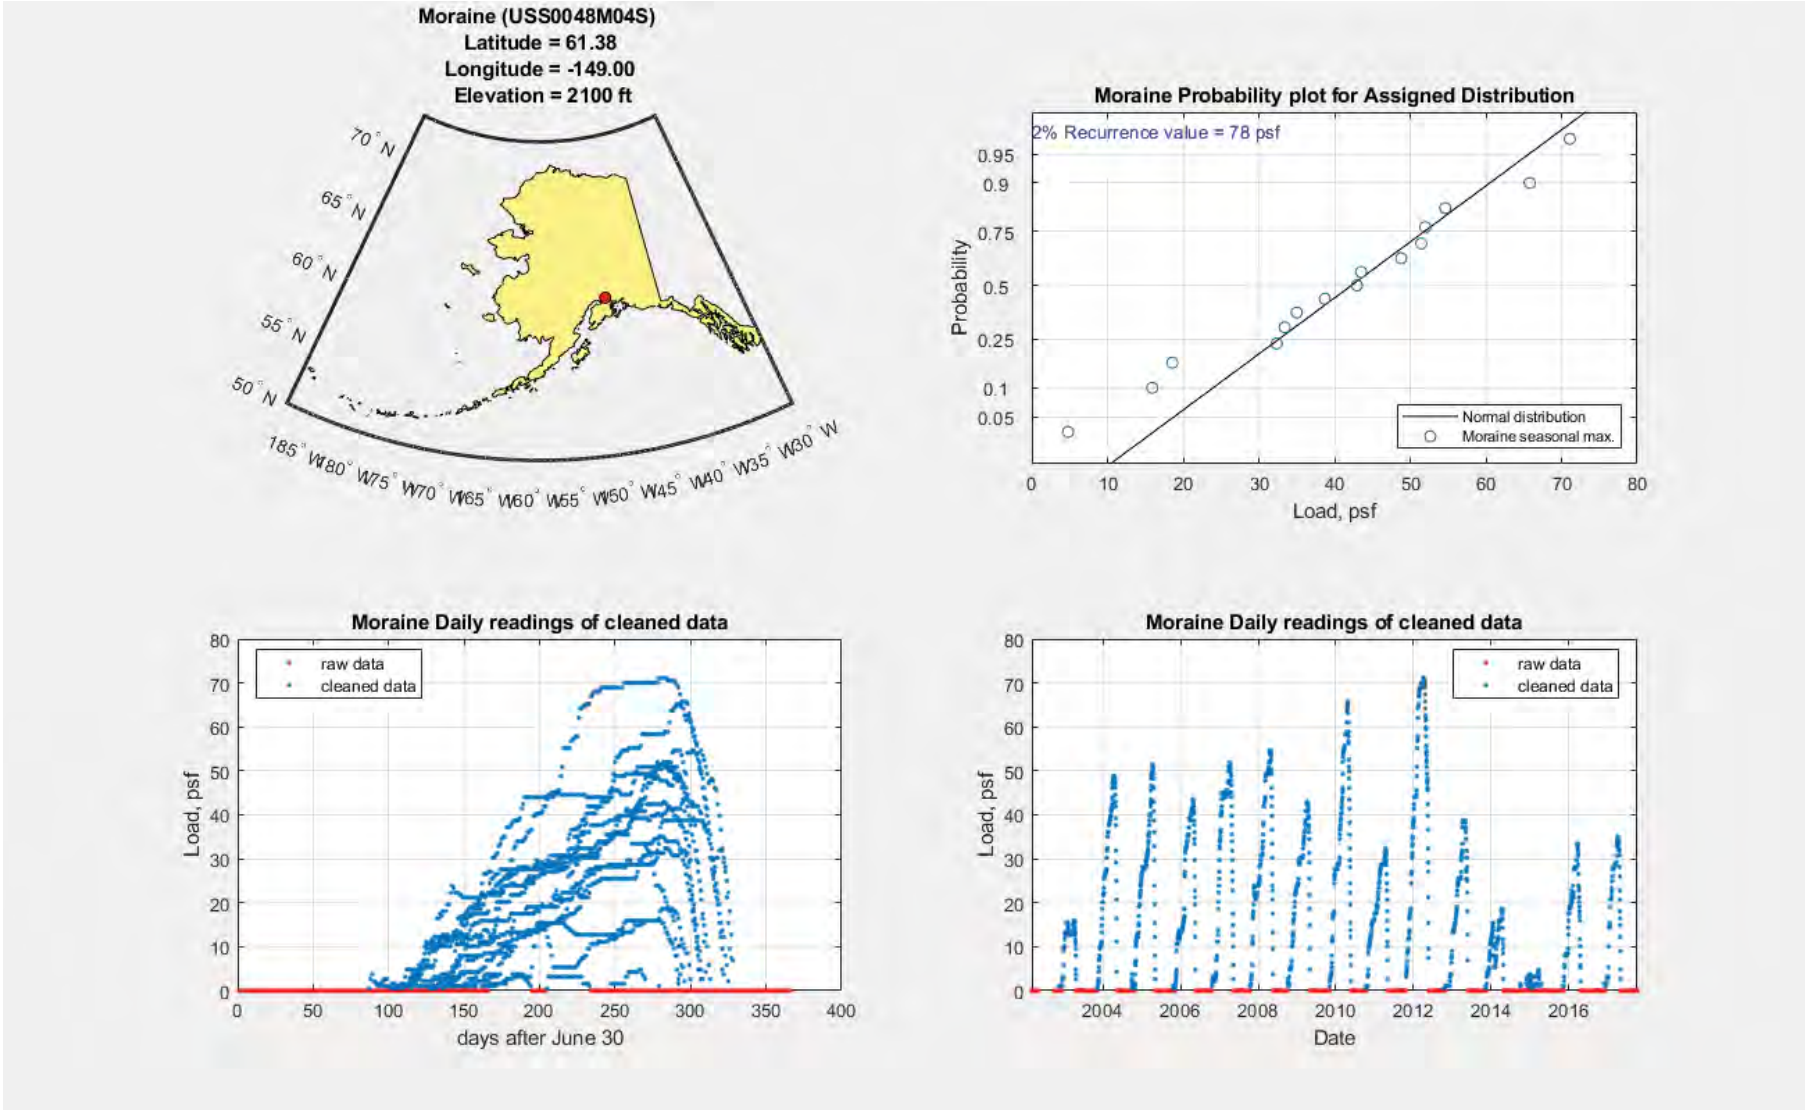 Moraine (USS0048M04S)
Latitude = 61.38
Longitude = -149.00
Elevation = 2100 ft
70° N
65° N
60° N
55° N
50° N
185° W
180° W
175° W
170° W
165° W
160° W
155° W
150° W
145° W
140° W
135° W
130° W
Moraine Probability plot for Assigned Distribution
2% Recurrence value = 78 psf
Probability
0.95
0.9
0.75
0.5
0.25
0.1
0.05
Normal distribution
Moraine seasonal max.
0 10 20 30 40 50 60 70 80
Load, psf
Moraine Daily readings of cleaned data
raw data
cleaned data
Load, psf
80
70
60
50
40
30
20
10
0
0 50 100 150 200 250 300 350 400
days after June 30
Moraine Daily readings of cleaned data
raw data
cleaned data
Load, psf
80
70
60
50
40
30
20
10
0
2004 2006 2008 2010 2012 2014 2016
Date